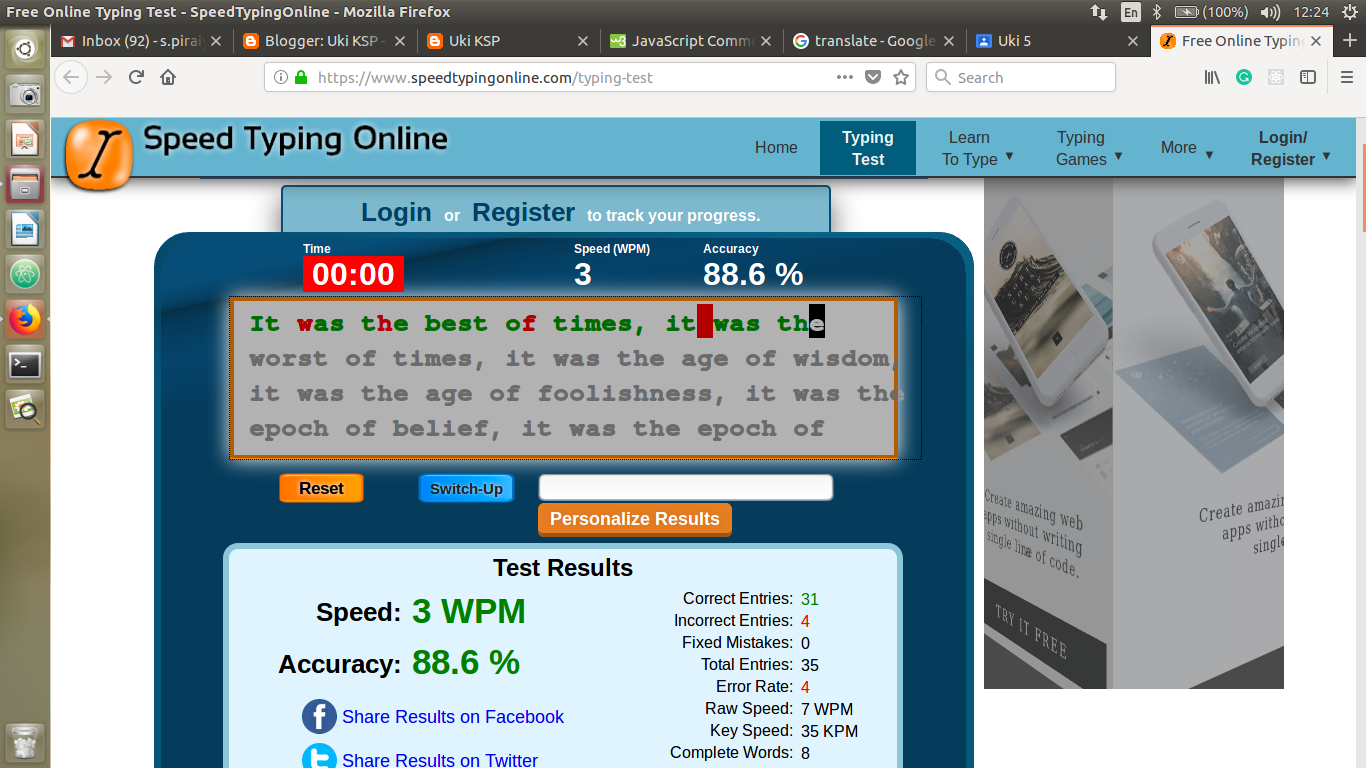 Free Online Typing Test - SpeedTypingOnline - Mozilla Firefox
En (100%) 12:24
Inbox (92) - s.pirai
Blogger: Uki KSP -
Uki KSP
JavaScript Comm
translate - Google
Uki 5
Free Online Typing
https://www.speedtypingonline.com/typing-test
Search
Speed Typing Online
Home
Typing Test
Learn To Type ▼
Typing Games ▼
More ▼
Login/ Register ▼
Login or Register to track your progress.
Time Speed (WPM) Accuracy
00:00 3 88.6 %
It was the best of times, it was the
worst of times, it was the age of wisdom,
it was the age of foolishness, it was the
epoch of belief, it was the epoch of
Reset
Switch-Up
Personalize Results
Test Results
Speed: 3 WPM
Accuracy: 88.6 %
Share Results on Facebook
Share Results on Twitter
Correct Entries: 31
Incorrect Entries: 4
Fixed Mistakes: 0
Total Entries: 35
Error Rate: 4
Raw Speed: 7 WPM
Key Speed: 35 KPM
Complete Words: 8
Create amazing web
apps without writing
single line of code.
TRY IT FREE
Create amazin
apps witho
single